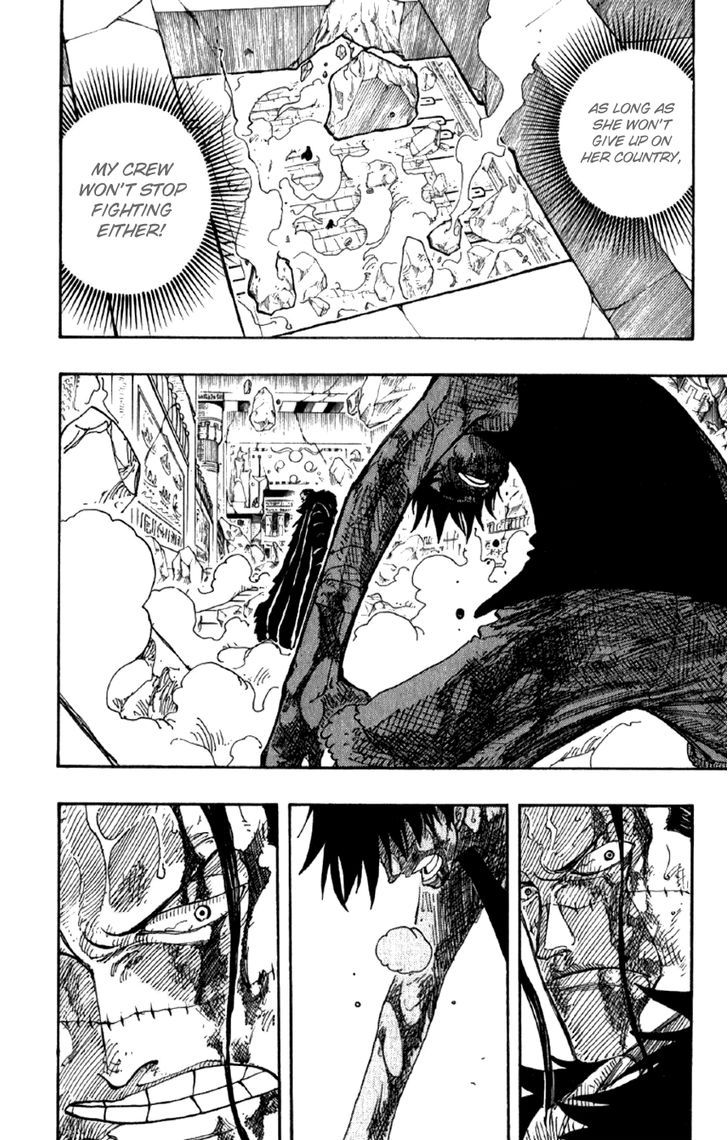 AS LONG AS
SHE WON'T
GIVE UP ON
HER COUNTRY,
MY CREW
WON'T STOP
FIGHTING
EITHER!